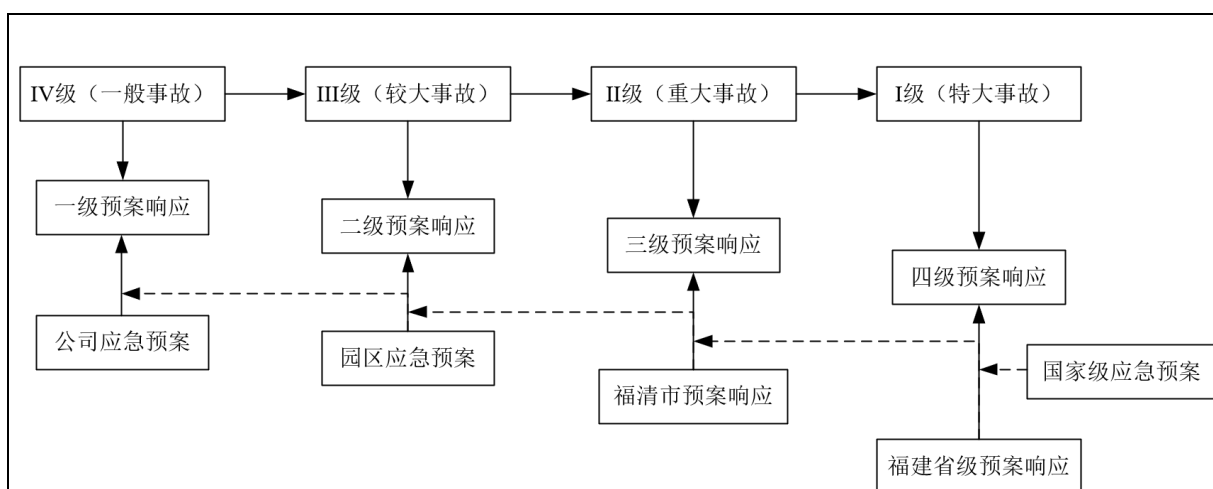 IV级（一般事故）
III级（较大事故）
II级（重大事故）
I级（特大事故）
一级预案响应
二级预案响应
三级预案响应
四级预案响应
公司应急预案
园区应急预案
福清市预案响应
国家级应急预案
福建省级预案响应